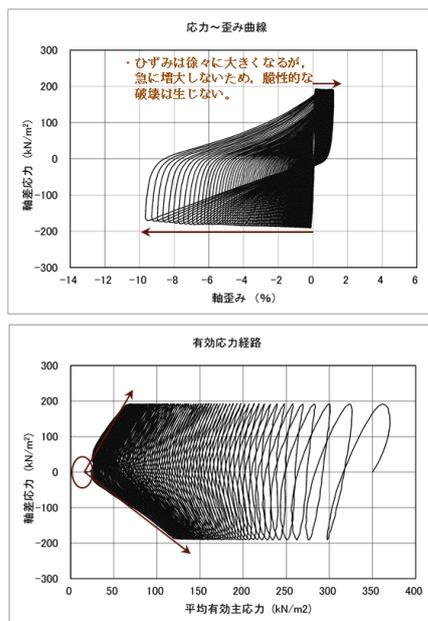 応力～歪み曲線
・ひずみは徐々に大きくなるが，
急に増大しないため，脆性的な
破壊は生じない。
軸差応力 (kN/m²)
300
200
100
0
-100
-200
-300
-14 -12 -10 -8 -6 -4 -2 0 2 4 6
軸歪み （%）
有効応力経路
軸差応力 (kN/m²)
300
200
100
0
-100
-200
-300
0 50 100 150 200 250 300 350 400
平均有効主応力 (kN/m2)